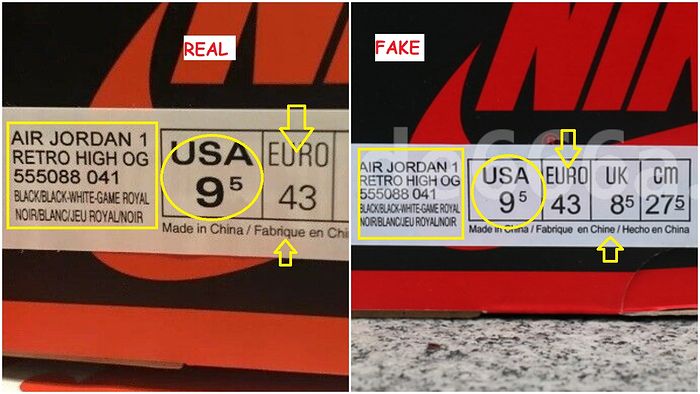 REAL
AIR JORDAN 1
RETRO HIGH OG
555088 041
BLACK/BLACK-WHITE-GAME ROYAL
NOIR/BLANC/JEU ROYAL/NOIR
USA
9 5
EURO
43
Made in China / Fabrique en Chi
FAKE
NIK
AIR JORDAN 1
RETRO HIGH OG
555088 041
BLACK/BLACK-WHITE-GAME ROYAL
NOIR/BLANC/JEU ROYAL/NOIR
USA
9 5
EURO
43
UK
8 5
CM
27 5
Made in China / Fabrique en Chine / Hecho en China